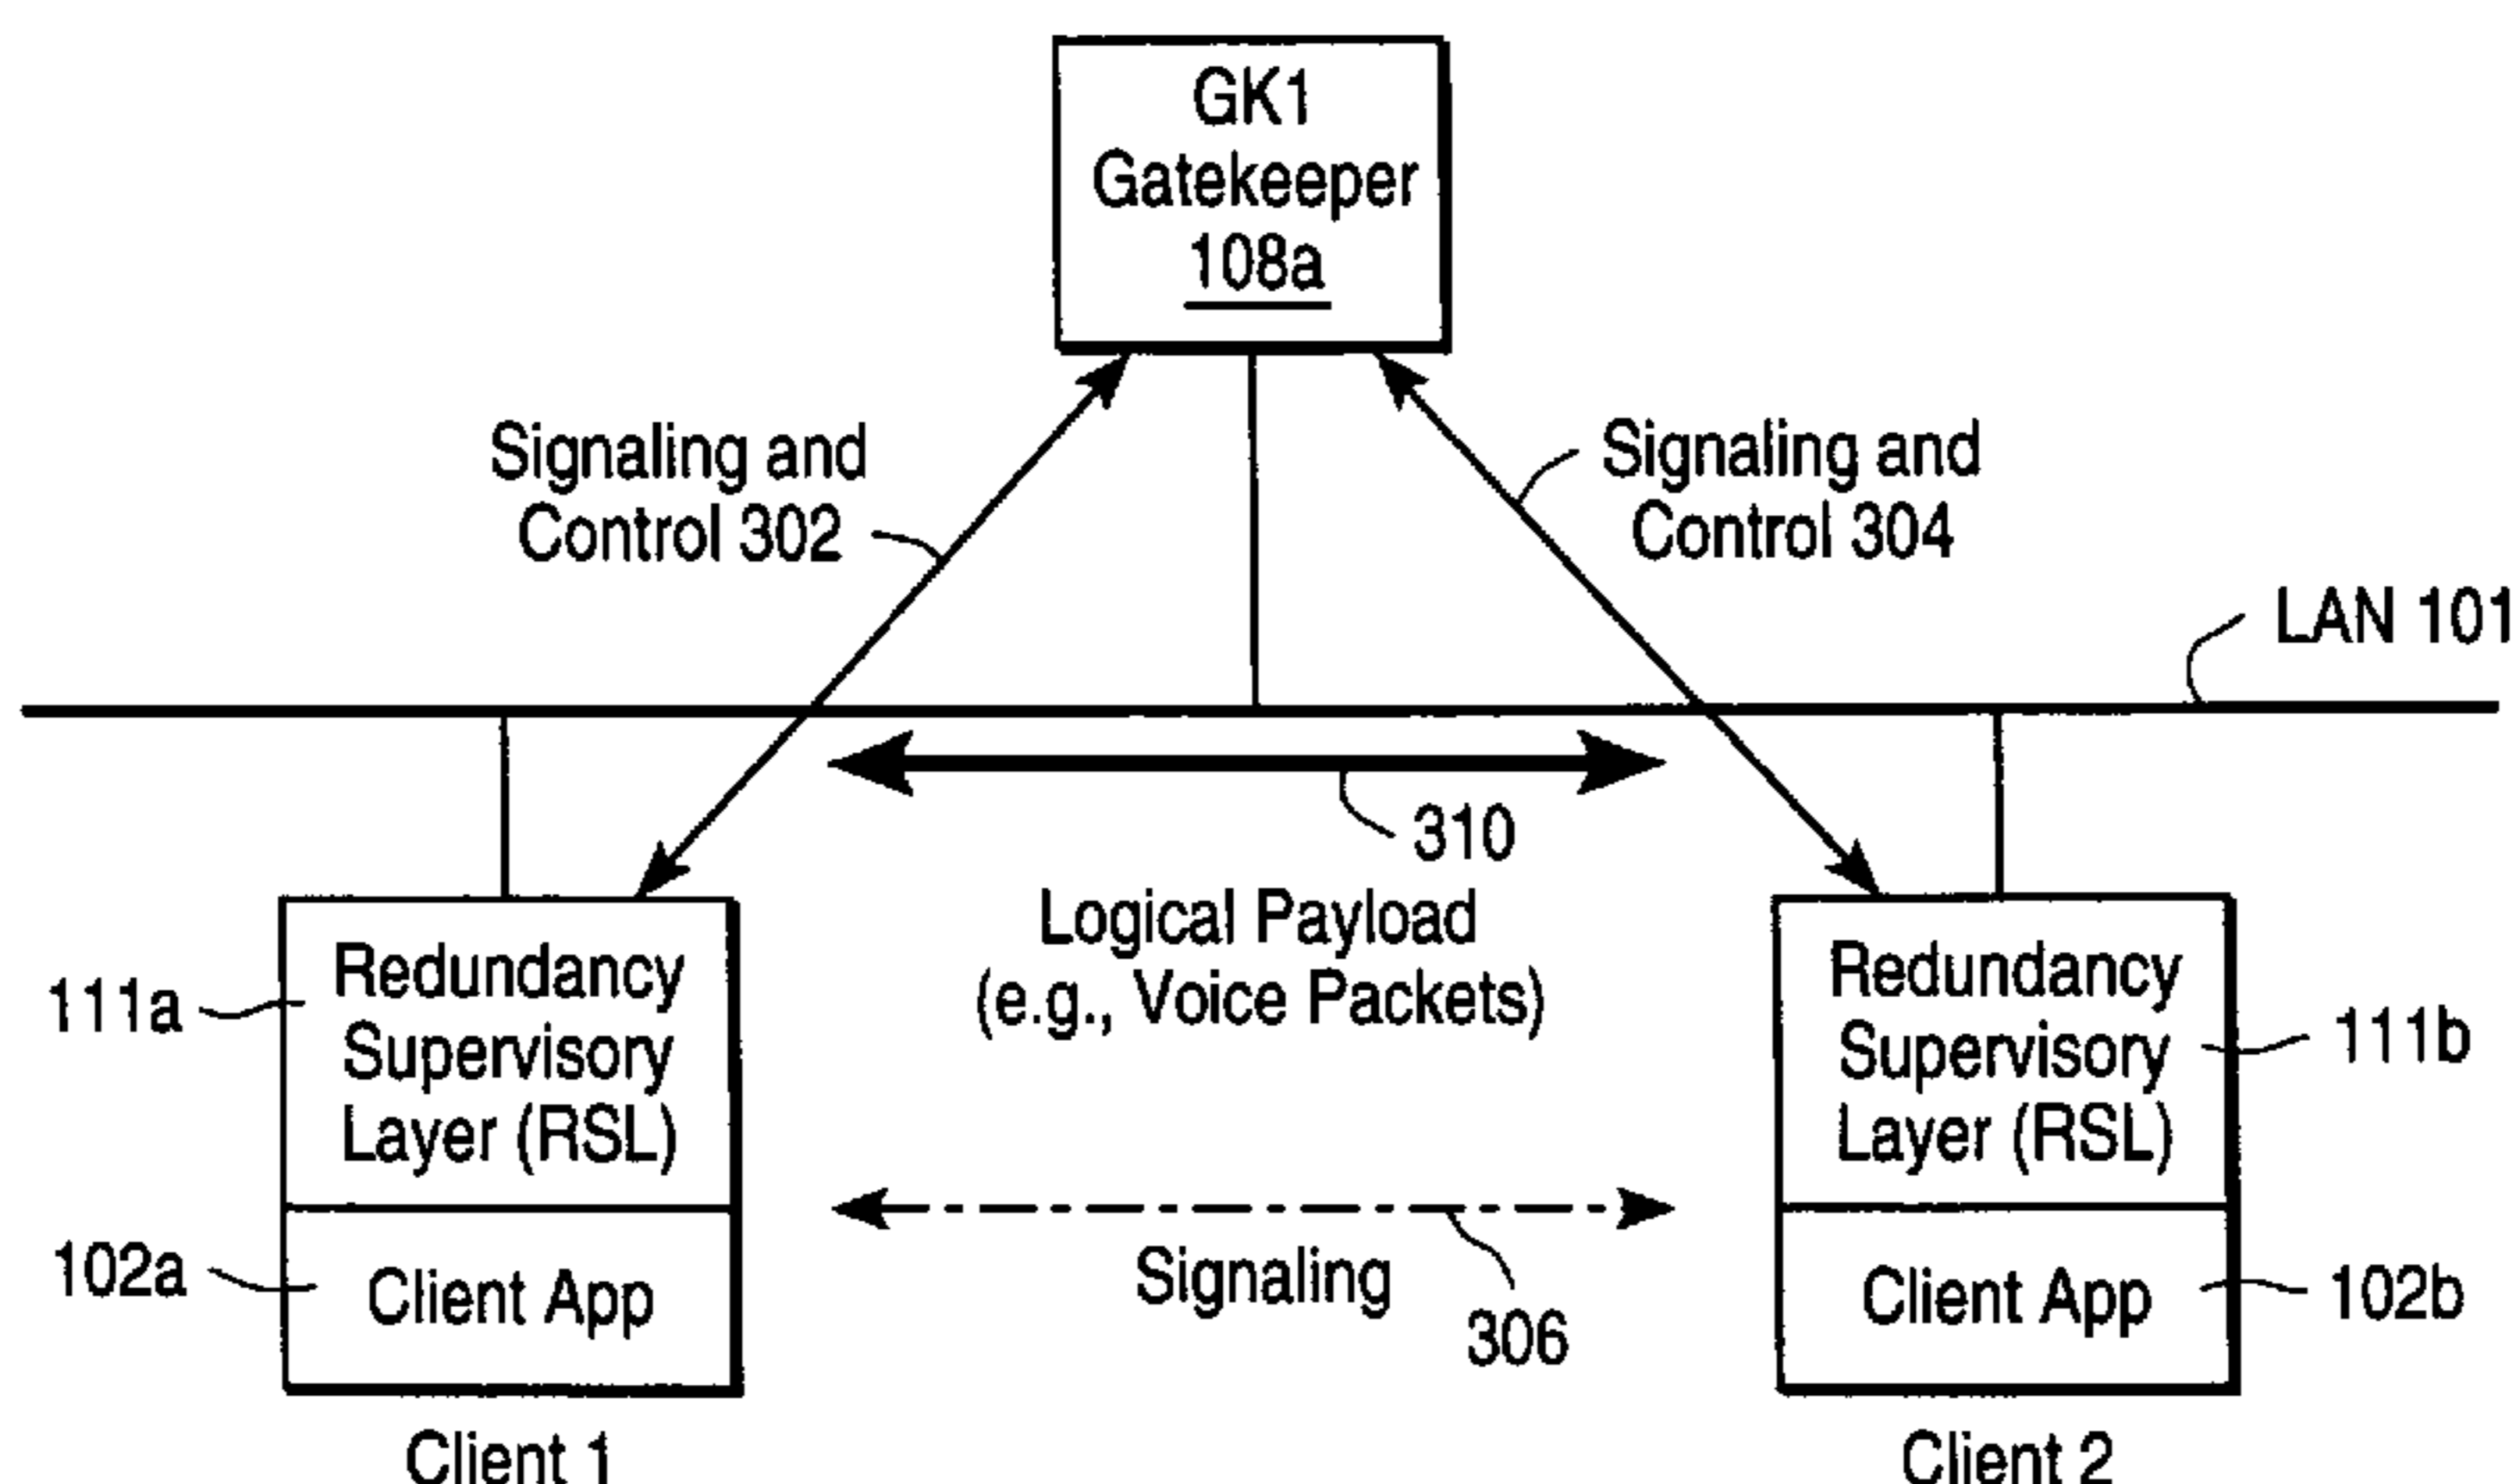 GK1
Gatekeeper
108a
Signaling and
Control 302
Signaling and
Control 304
LAN 101
310
Logical Payload
(e.g., Voice Packets)
111a
Redundancy
Supervisory
Layer (RSL)
Redundancy
Supervisory
Layer (RSL)
111b
102a
Client App
Signaling
306
Client App
102b
Client 1
Client 2